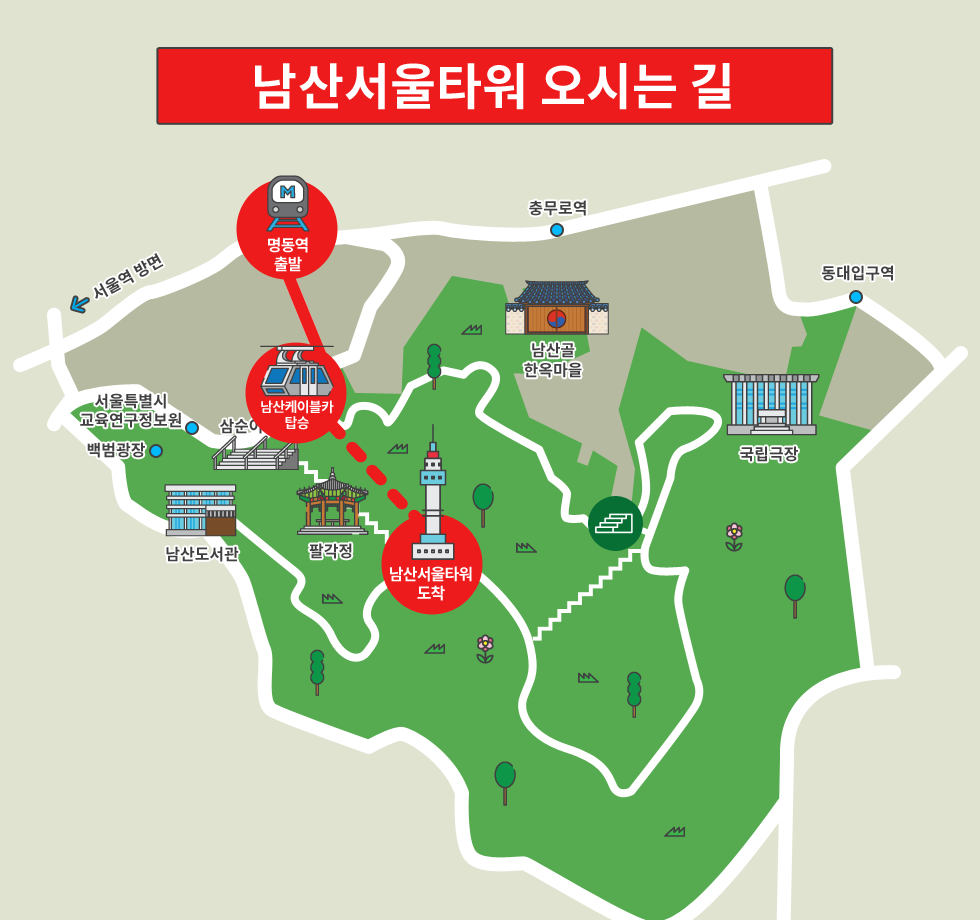 남산서울타워 오시는 길
M
명동역
출발
충무로역
서울역 방면
동대입구역
남산골
한옥마을
남산케이블카
탑승
서울특별시
교육연구정보원
삼순이
백범광장
국립극장
남산도서관
팔각정
남산서울타워
도착